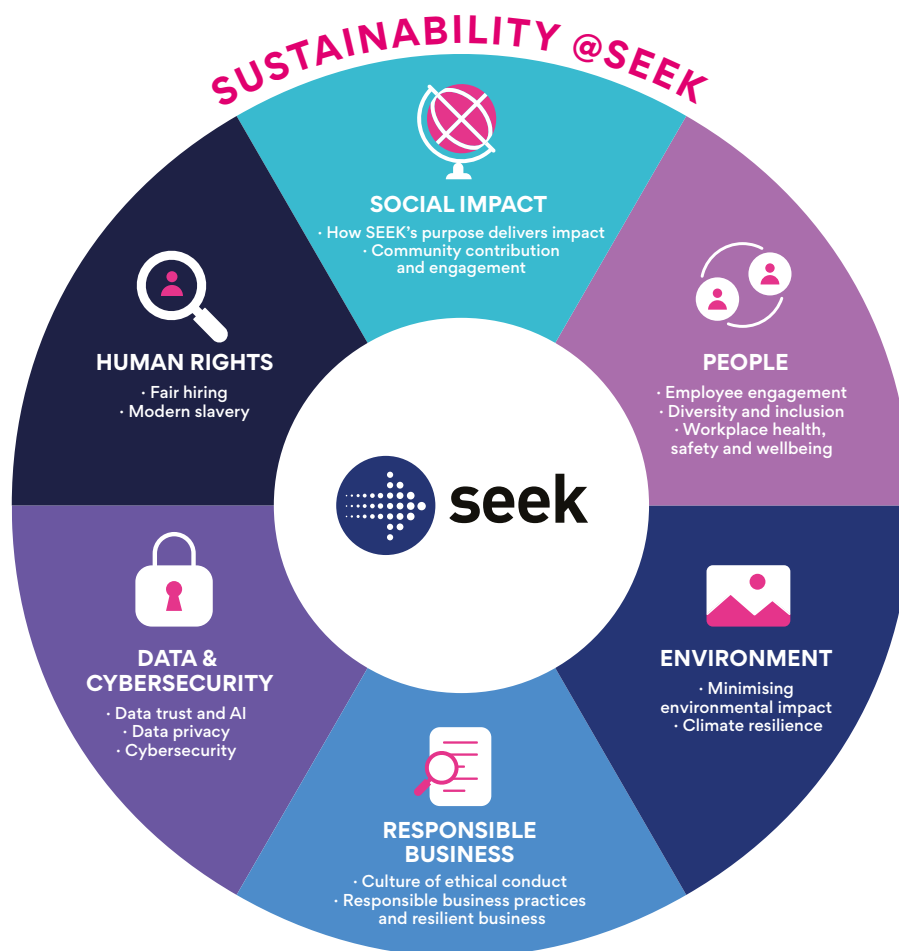 SUSTAINABILITY @SEEK
SOCIAL IMPACT
· How SEEK's purpose delivers impact
· Community contribution
and engagement
PEOPLE
· Employee engagement
· Diversity and inclusion
· Workplace health,
safety and wellbeing
ENVIRONMENT
· Minimising
environmental impact
· Climate resilience
RESPONSIBLE
BUSINESS
· Culture of ethical conduct
· Responsible business practices
and resilient business
DATA &
CYBERSECURITY
· Data trust and AI
· Data privacy
· Cybersecurity
HUMAN RIGHTS
· Fair hiring
· Modern slavery
seek